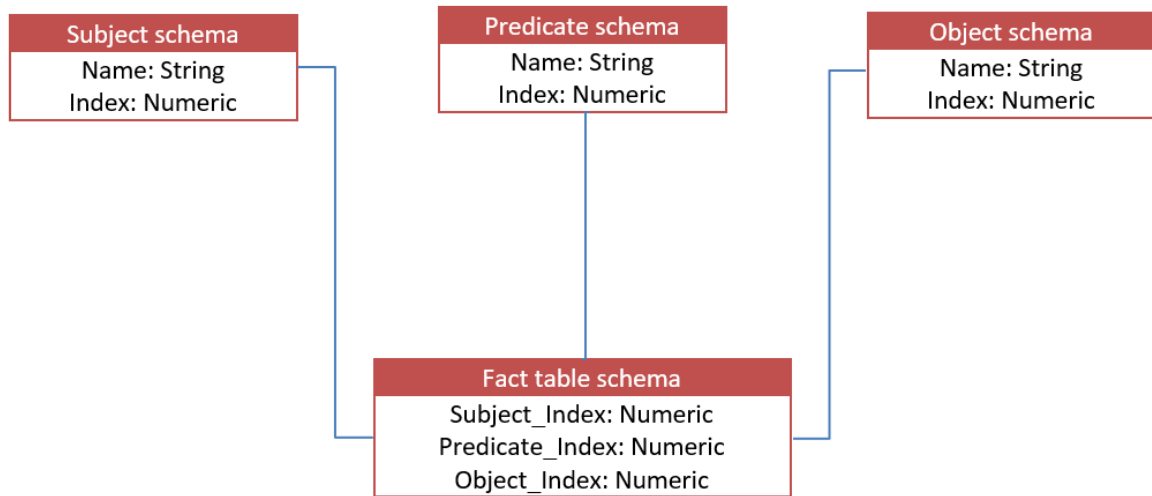 Subject schema
Name: String
Index: Numeric
Predicate schema
Name: String
Index: Numeric
Object schema
Name: String
Index: Numeric
Fact table schema
Subject_Index: Numeric
Predicate_Index: Numeric
Object_Index: Numeric